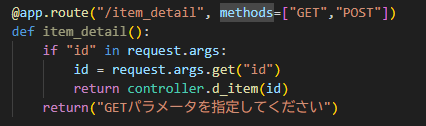 @app.route("/item_detail", methods=["GET","POST"])
def item_detail():
    if "id" in request.args:
        id = request.args.get("id")
        return controller.d_item(id)
    return("GETパラメータを指定してください")